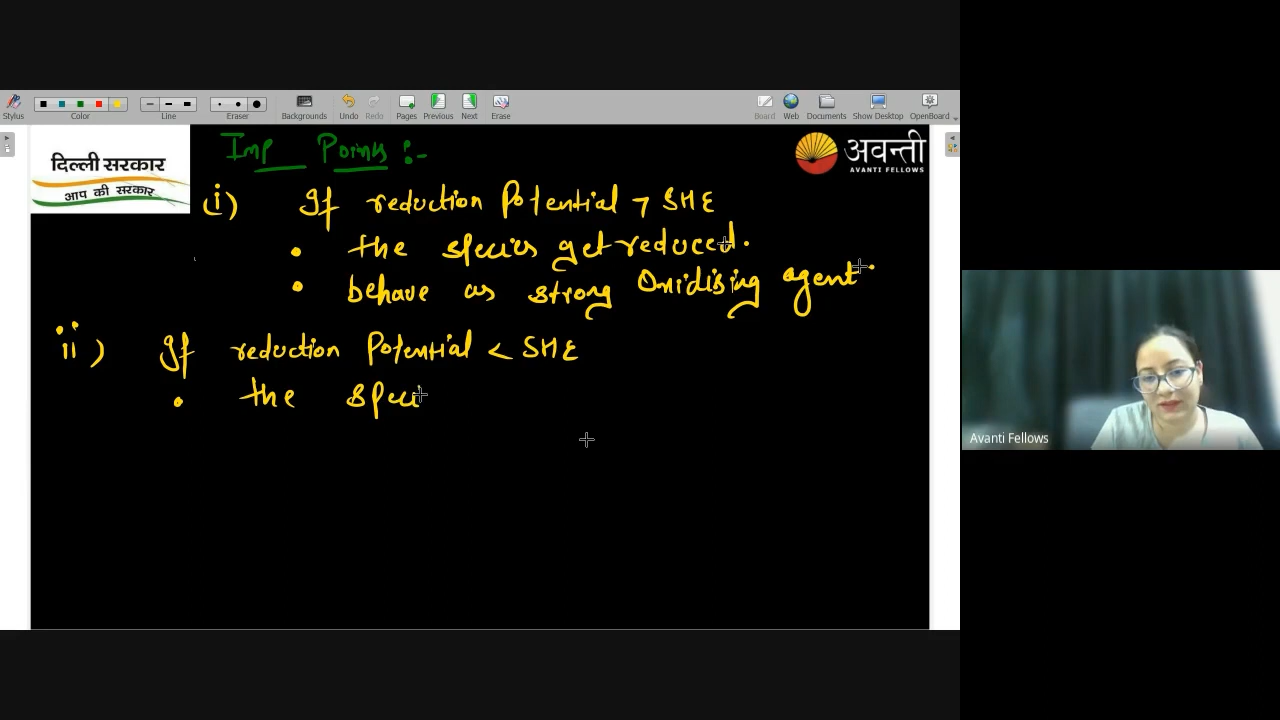 Stylus
Color
Line
Eraser
Backgrounds
Undo
Redo
Pages
Previous
Next
Erase
Board
Web
Documents
Show Desktop
OpenBoard
दिल्ली सरकार
आप की सरकार
Imp Points :-
अवन्ती
AVANTI FELLOWS
(i) If reduction Potential > SHE
• the species get reduced.
• behave as strong Oxidising agent.
ii) If reduction Potential < SHE
• the speci
Avanti Fellows